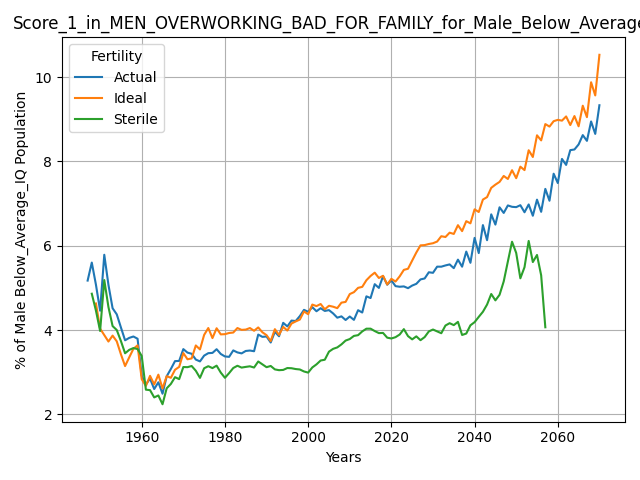 Score_1_in_MEN_OVERWORKING_BAD_FOR_FAMILY_for_Male_Below_Average
Fertility
Actual
Ideal
Sterile
% of Male Below_Average_IQ Population
10
8
6
4
2
1960 1980 2000 2020 2040 2060
Years